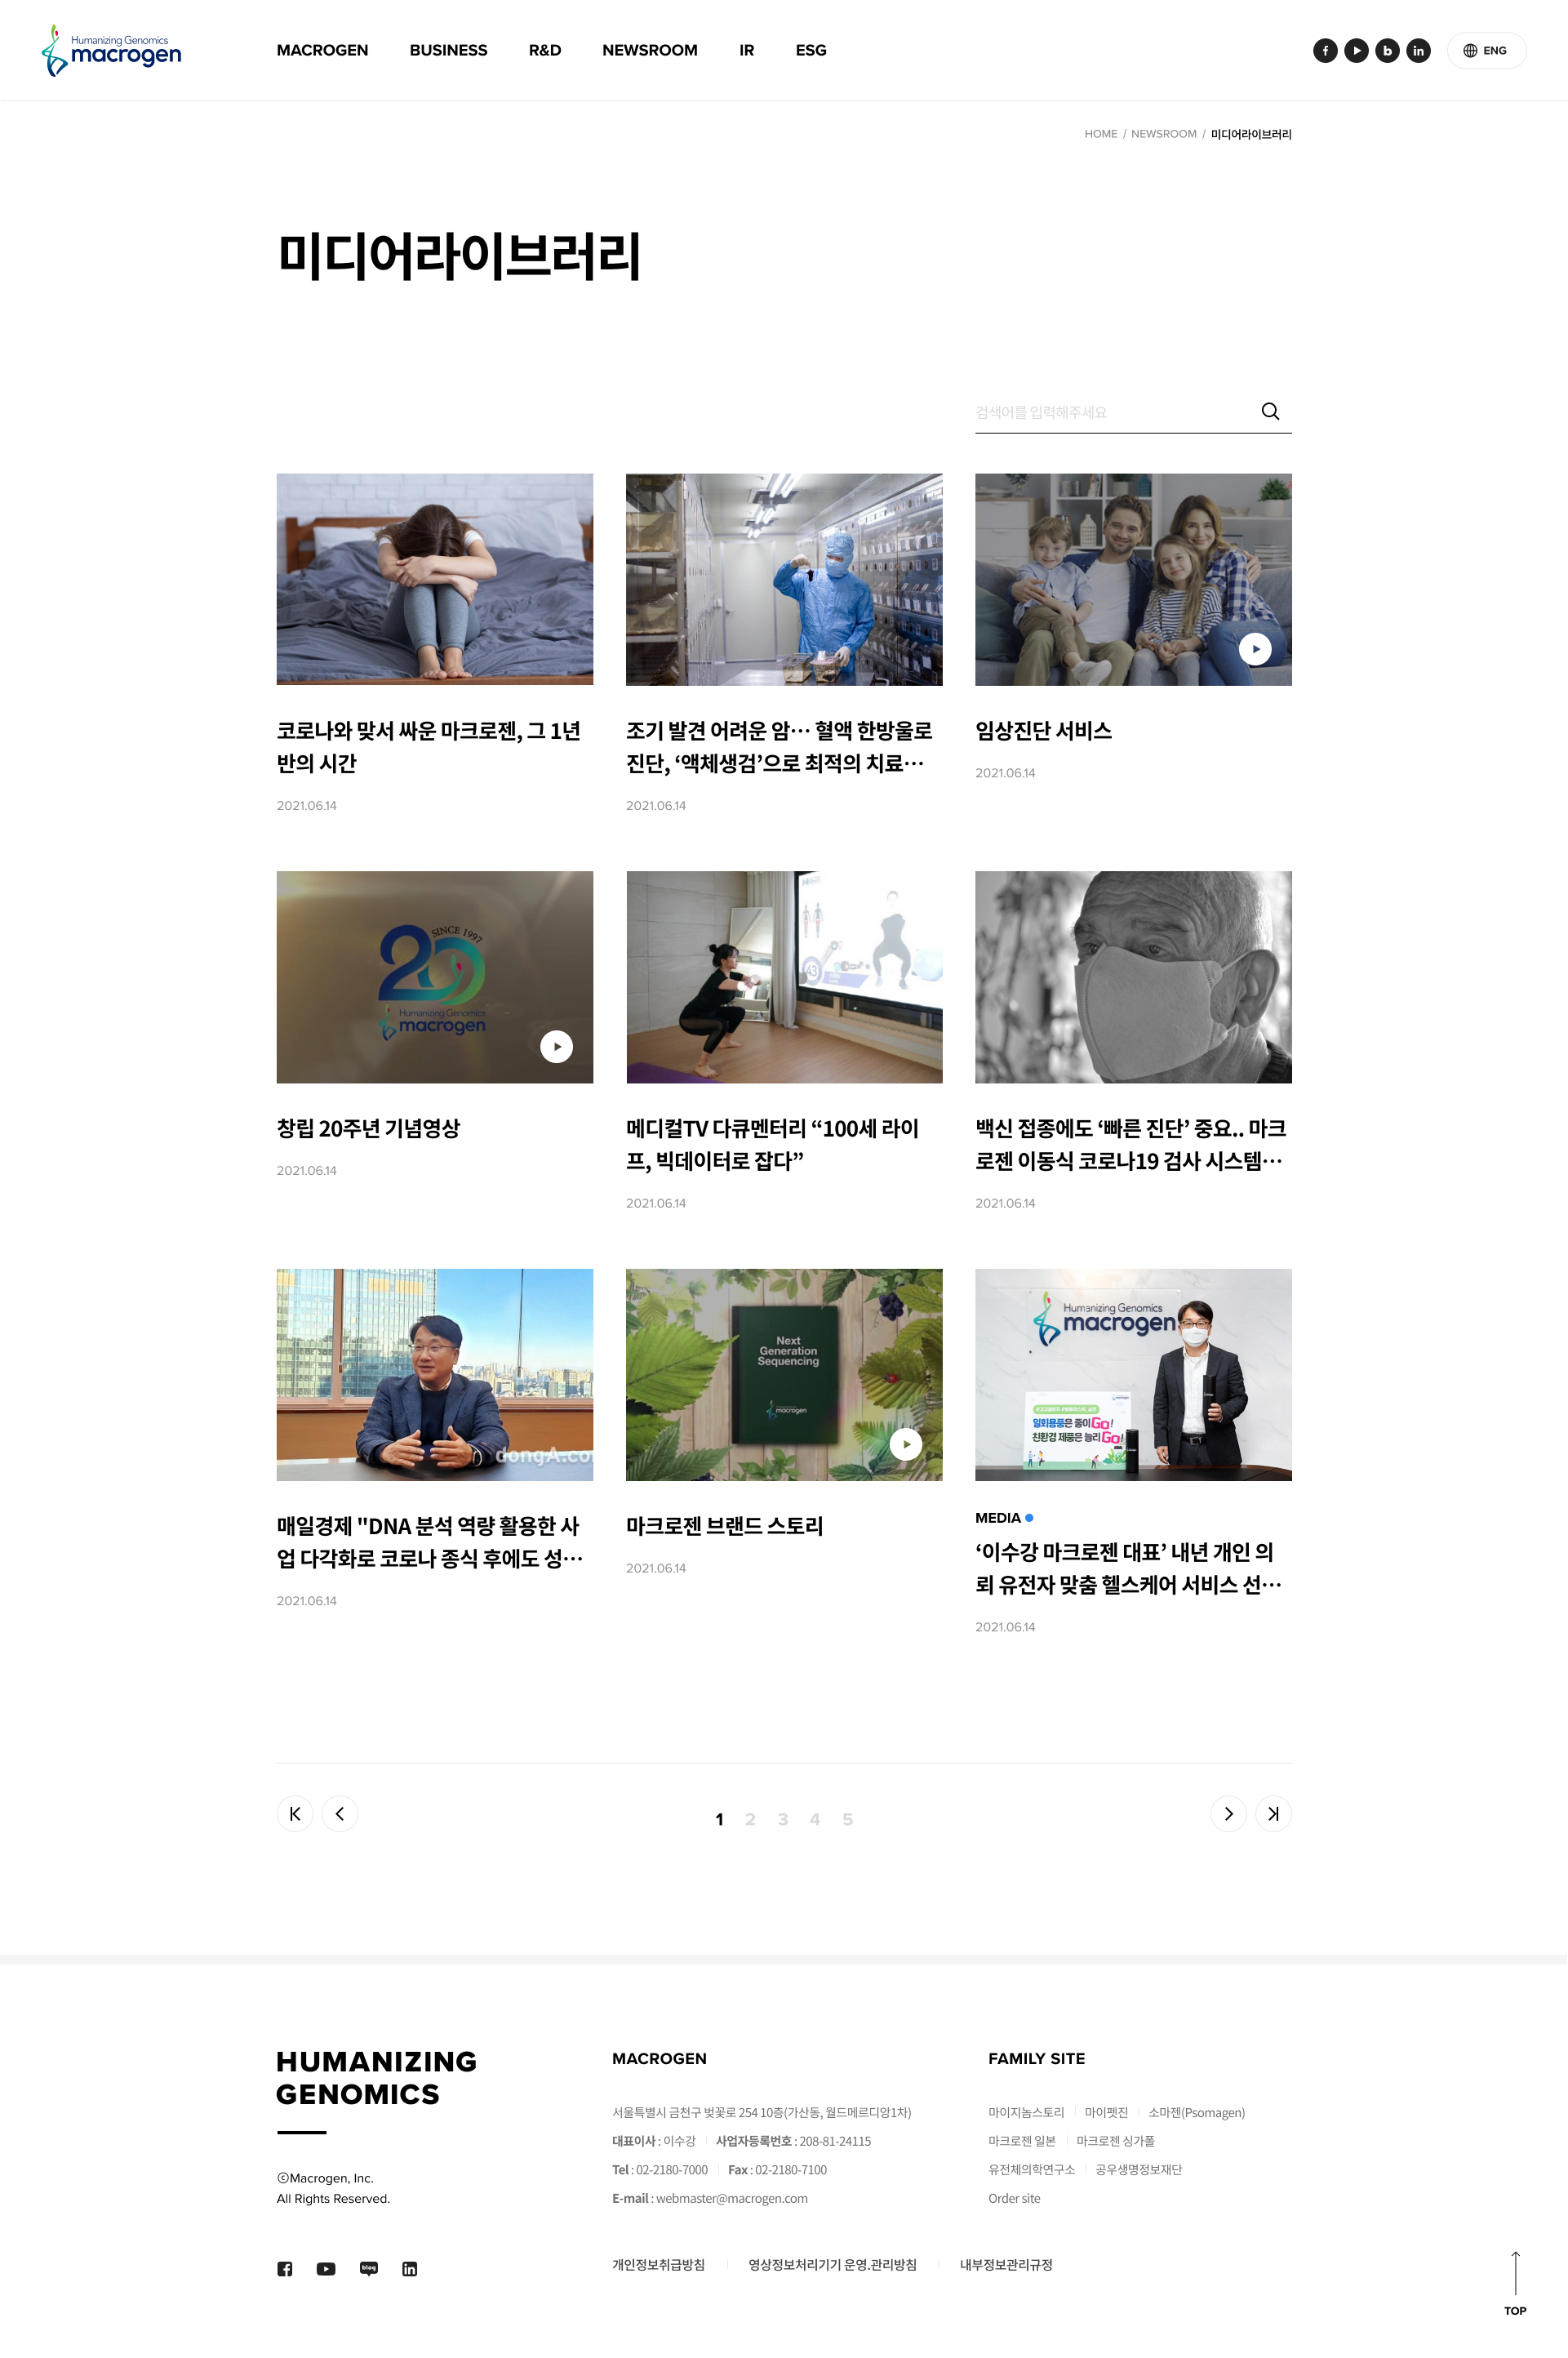 Humanizing Genomics
macrogen
MACROGEN BUSINESS R&D NEWSROOM IR ESG
ENG
HOME / NEWSROOM / 미디어라이브러리
미디어라이브러리
검색어를 입력해주세요
코로나와 맞서 싸운 마크로젠, 그 1년
반의 시간
2021.06.14
조기 발견 어려운 암… 혈액 한방울로
진단, ‘액체생검’으로 최적의 치료…
2021.06.14
임상진단 서비스
2021.06.14
SINCE 1997
20
Humanizing Genomics
macrogen
창립 20주년 기념영상
2021.06.14
메디컬TV 다큐멘터리 “100세 라이
프, 빅데이터로 잡다”
2021.06.14
백신 접종에도 ‘빠른 진단’ 중요.. 마크
로젠 이동식 코로나19 검사 시스템…
2021.06.14
dongA.com
매일경제 "DNA 분석 역량 활용한 사
업 다각화로 코로나 종식 후에도 성…
2021.06.14
Next
Generation
Sequencing
macrogen
마크로젠 브랜드 스토리
2021.06.14
Humanizing Genomics
macrogen
일회용품은 줄이Go!
친환경 제품은 늘리Go!
MEDIA
‘이수강 마크로젠 대표’ 내년 개인 의
뢰 유전자 맞춤 헬스케어 서비스 선…
2021.06.14
1 2 3 4 5
HUMANIZING
GENOMICS
ⓒMacrogen, Inc.
All Rights Reserved.
blog
MACROGEN
서울특별시 금천구 벚꽃로 254 10층(가산동, 월드메르디앙1차)
대표이사 : 이수강 사업자등록번호 : 208-81-24115
Tel : 02-2180-7000 Fax : 02-2180-7100
E-mail : webmaster@macrogen.com
개인정보취급방침 영상정보처리기기 운영.관리방침 내부정보관리규정
FAMILY SITE
마이지놈스토리 마이펫진 소마젠(Psomagen)
마크로젠 일본 마크로젠 싱가폴
유전체의학연구소 공우생명정보재단
Order site
TOP